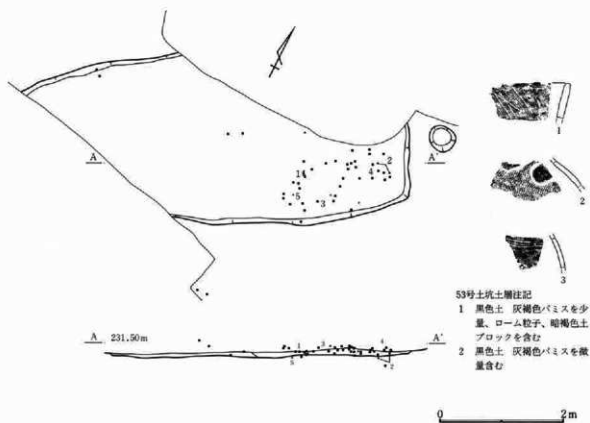 A
A'
2
4
14
5
3
1
2
3
A 231.50m A'
1
3
4
5
2
53号土坑土層注記
1 黒色土 灰褐色パミスを少
量、ローム粒子、暗褐色土
ブロックを含む
2 黒色土 灰褐色パミスを微
量含む
0 2m